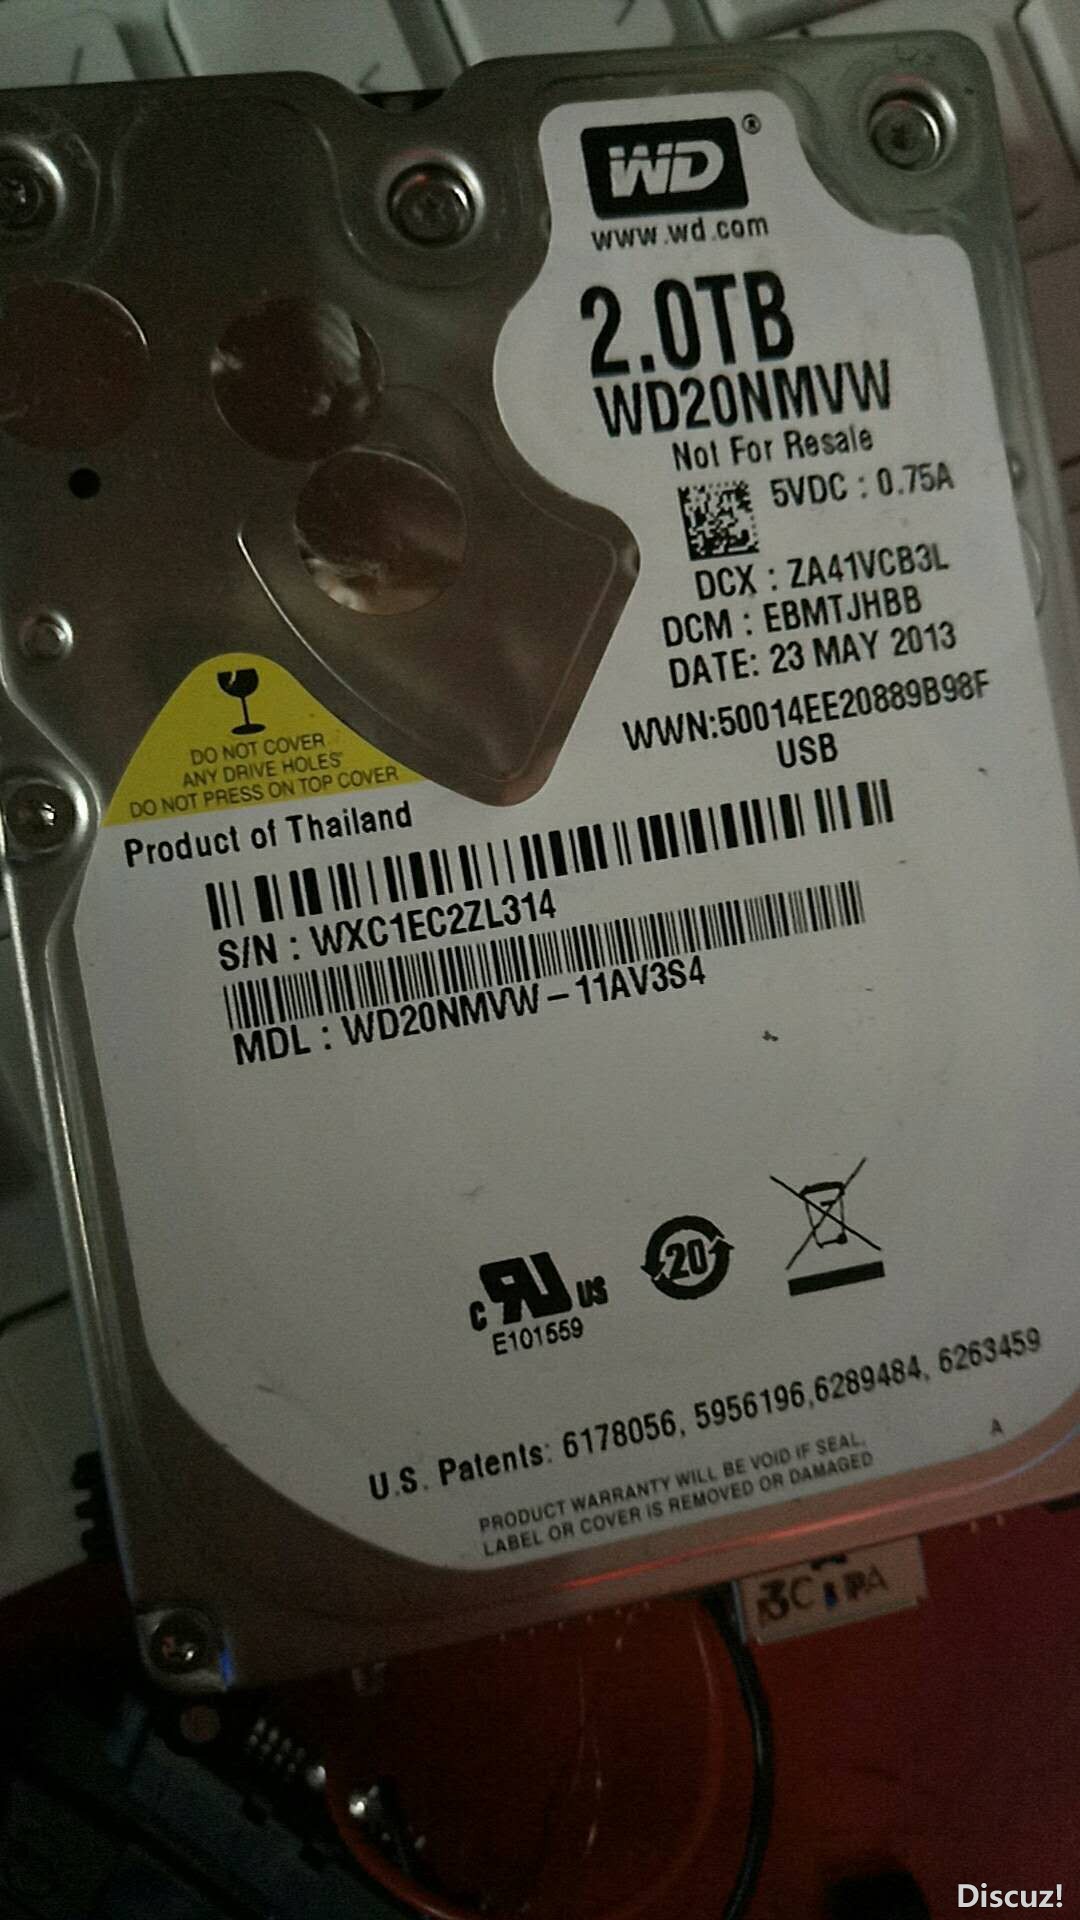 WD®
www.wd.com
2.0TB
WD20NMVW
Not For Resale
5VDC : 0.75A
DCX : ZA41VCB3L
DCM : EBMTJHBB
DATE: 23 MAY 2013
WWN:50014EE20889B98F
USB
DO NOT COVER
ANY DRIVE HOLES
DO NOT PRESS ON TOP COVER
Product of Thailand
S/N : WXC1EC2ZL314
MDL : WD20NMVW – 11AV3S4
c RU US
E101559
20
U.S. Patents: 6178056, 5956196,6289484, 6263459
A
PRODUCT WARRANTY WILL BE VOID IF SEAL,
LABEL OR COVER IS REMOVED OR DAMAGED
Discuz!